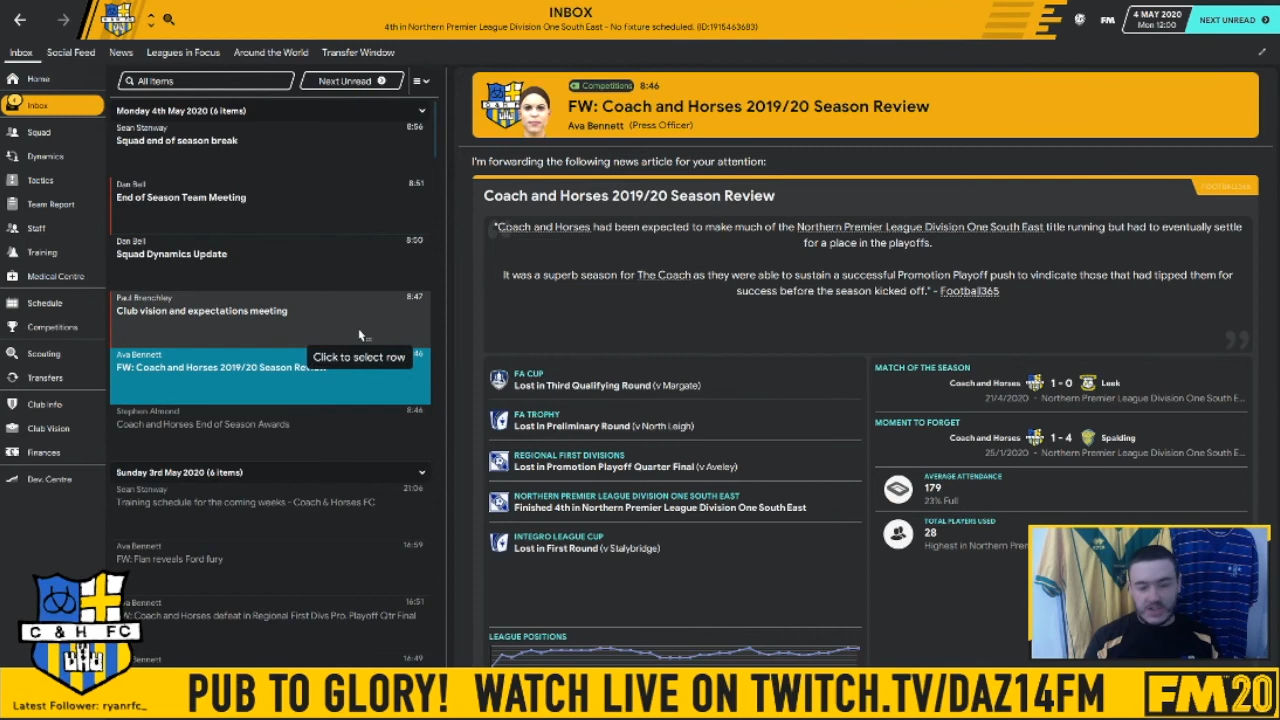 INBOX
4th in Northern Premier League Division One South East - No fixture scheduled. (ID:1915463683)
FM
4 MAY 2020
Mon 12:00
NEXT UNREAD
Inbox
Social Feed
News
Leagues in Focus
Around the World
Transfer Window
Home
Inbox
Squad
Dynamics
Tactics
Team Report
Staff
Training
Medical Centre
Schedule
Competitions
Scouting
Transfers
Club Info
Club Vision
Finances
Dev. Centre
All Items
Next Unread
Monday 4th May 2020 (6 items)
Sean Stanway 8:56
Squad end of season break
Dan Bell 8:51
End of Season Team Meeting
Dan Bell 8:50
Squad Dynamics Update
Paul Brenchley 8:47
Club vision and expectations meeting
Click to select row
Ava Bennett 46
FW: Coach and Horses 2019/20 Season Review
Stephen Almond 8:46
Coach and Horses End of Season Awards
Sunday 3rd May 2020 (6 items)
Sean Stanway 21:06
Training schedule for the coming weeks - Coach & Horses FC
Ava Bennett 16:59
FW: Flan reveals Ford fury
va Bennett 16:51
W: Coach and Horses defeat in Regional First Divs Pro. Playoff Qtr Final
Bennett 16:49
Competitions 8:46
FW: Coach and Horses 2019/20 Season Review
Ava Bennett (Press Officer)
I'm forwarding the following news article for your attention:
FOOTBALL365
Coach and Horses 2019/20 Season Review
"Coach and Horses had been expected to make much of the Northern Premier League Division One South East title running but had to eventually settle
for a place in the playoffs.
It was a superb season for The Coach as they were able to sustain a successful Promotion Playoff push to vindicate those that had tipped them for
success before the season kicked off." - Football365
FA CUP
Lost in Third Qualifying Round (v Margate)
FA TROPHY
Lost in Preliminary Round (v North Leigh)
REGIONAL FIRST DIVISIONS
Lost in Promotion Playoff Quarter Final (v Aveley)
NORTHERN PREMIER LEAGUE DIVISION ONE SOUTH EAST
Finished 4th in Northern Premier League Division One South East
INTEGRO LEAGUE CUP
Lost in First Round (v Stalybridge)
LEAGUE POSITIONS
MATCH OF THE SEASON
Coach and Horses 1 - 0 Leek
21/4/2020 - Northern Premier League Division One South E...
MOMENT TO FORGET
Coach and Horses 1 - 4 Spalding
25/1/2020 - Northern Premier League Division One South E...
AVERAGE ATTENDANCE
179
23% Full
TOTAL PLAYERS USED
28
Highest in Northern Prem
C & H FC
Latest Follower: ryanrfc_
PUB TO GLORY! WATCH LIVE ON TWITCH.TV/DAZ14FM
FM20